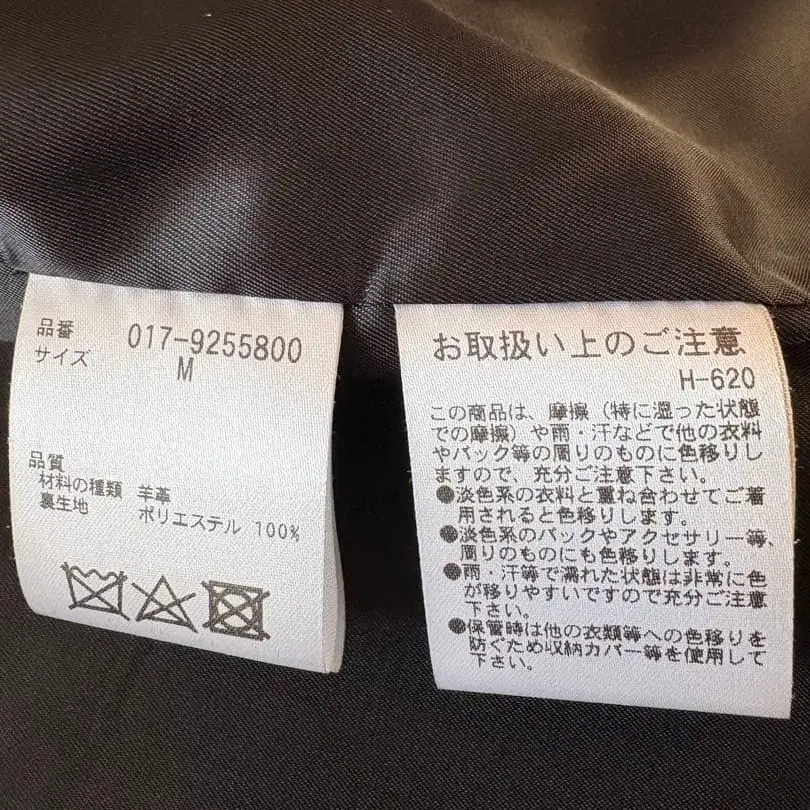 品番 017-9255800
サイズ M
品質
材料の種類 羊革
裏生地 ポリエステル 100%
お取扱い上のご注意
H-620
この商品は、摩擦（特に湿った状態
での摩擦）や雨・汗などで他の衣料
やバック等の周りのものに色移りし
ますので、充分ご注意下さい。
●淡色系の衣料と重ね合わせてご着
用されると色移りします。
●淡色系のバックやアクセサリー等、
周りのものにも色移りします。
●雨・汗等で濡れた状態は非常に色
が移りやすいですので充分ご注意
下さい。
●保管時は他の衣類等への色移りを
防ぐため収納カバー等を使用して
下さい。